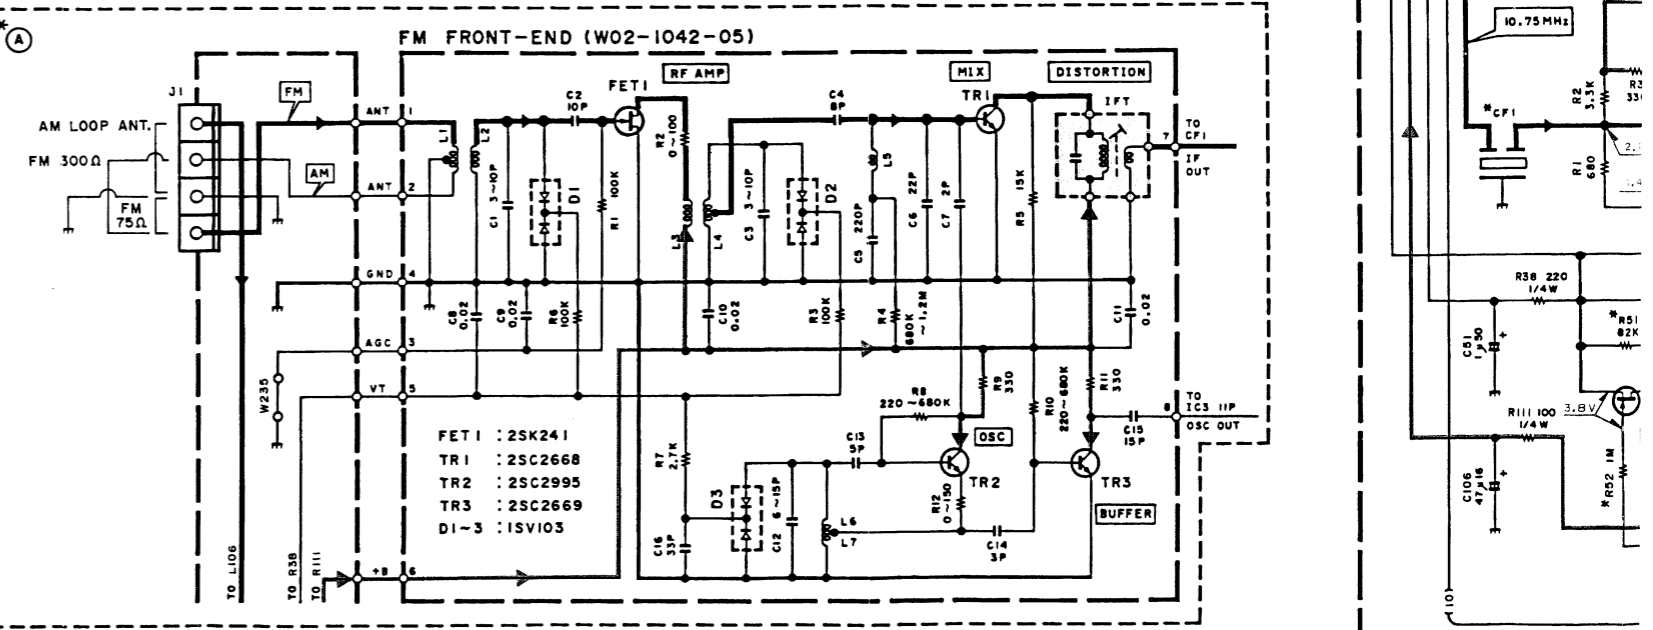 *
A
FM FRONT-END (W02-1042-05)
J1
FM
AM LOOP ANT.
FM 300Ω
AM
FM
75Ω
ANT
1
ANT
2
GND
4
AGC
3
VT
5
+B
6
W235
TO L106
TO R38
TO R111
L1
L2
C1 3~10P
C2
10P
D1
R1 100K
FET1
RF AMP
R2
0~100
L3
L4
C3 3~10P
D2
C4
8P
L5
C5 220P
C6 22P
C7 2P
MIX
TR1
R5 15K
DISTORTION
IFT
7
TO
CF1
IF
OUT
C8
0.02
C9
0.02
R6
100K
C10
0.02
R3
100K
R4
680K
~1.2M
C11
0.02
R8
220~680K
R9
330
R10
220~680K
R11
330
8
TO
IC3 11P
OSC OUT
C15
15P
FET1 : 2SK241
TR1 : 2SC2668
TR2 : 2SC2995
TR3 : 2SC2669
D1~3 : 1SV103
R7
2.7K
C13
5P
OSC
TR2
TR3
D3
C12 6~15P
R12
0~150
BUFFER
C16
33P
L6
L7
C14
3P
10.75MHz
R2
3.3K
*CF1
R1
680
R38 220
1/4W
*R51
82K
C51
1μ50
R111 100
1/4W
3.8V
C106
47μ16
*R52 1M
(10)